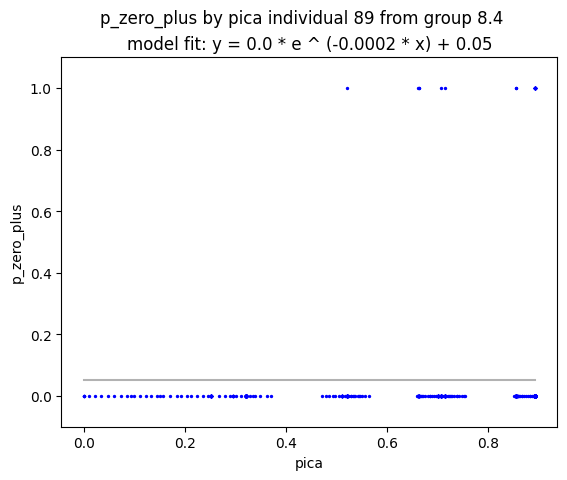 p_zero_plus by pica individual 89 from group 8.4
model fit: y = 0.0 * e ^ (-0.0002 * x) + 0.05
1.0
0.8
0.6
0.4
0.2
0.0
p_zero_plus
0.0 0.2 0.4 0.6 0.8
pica